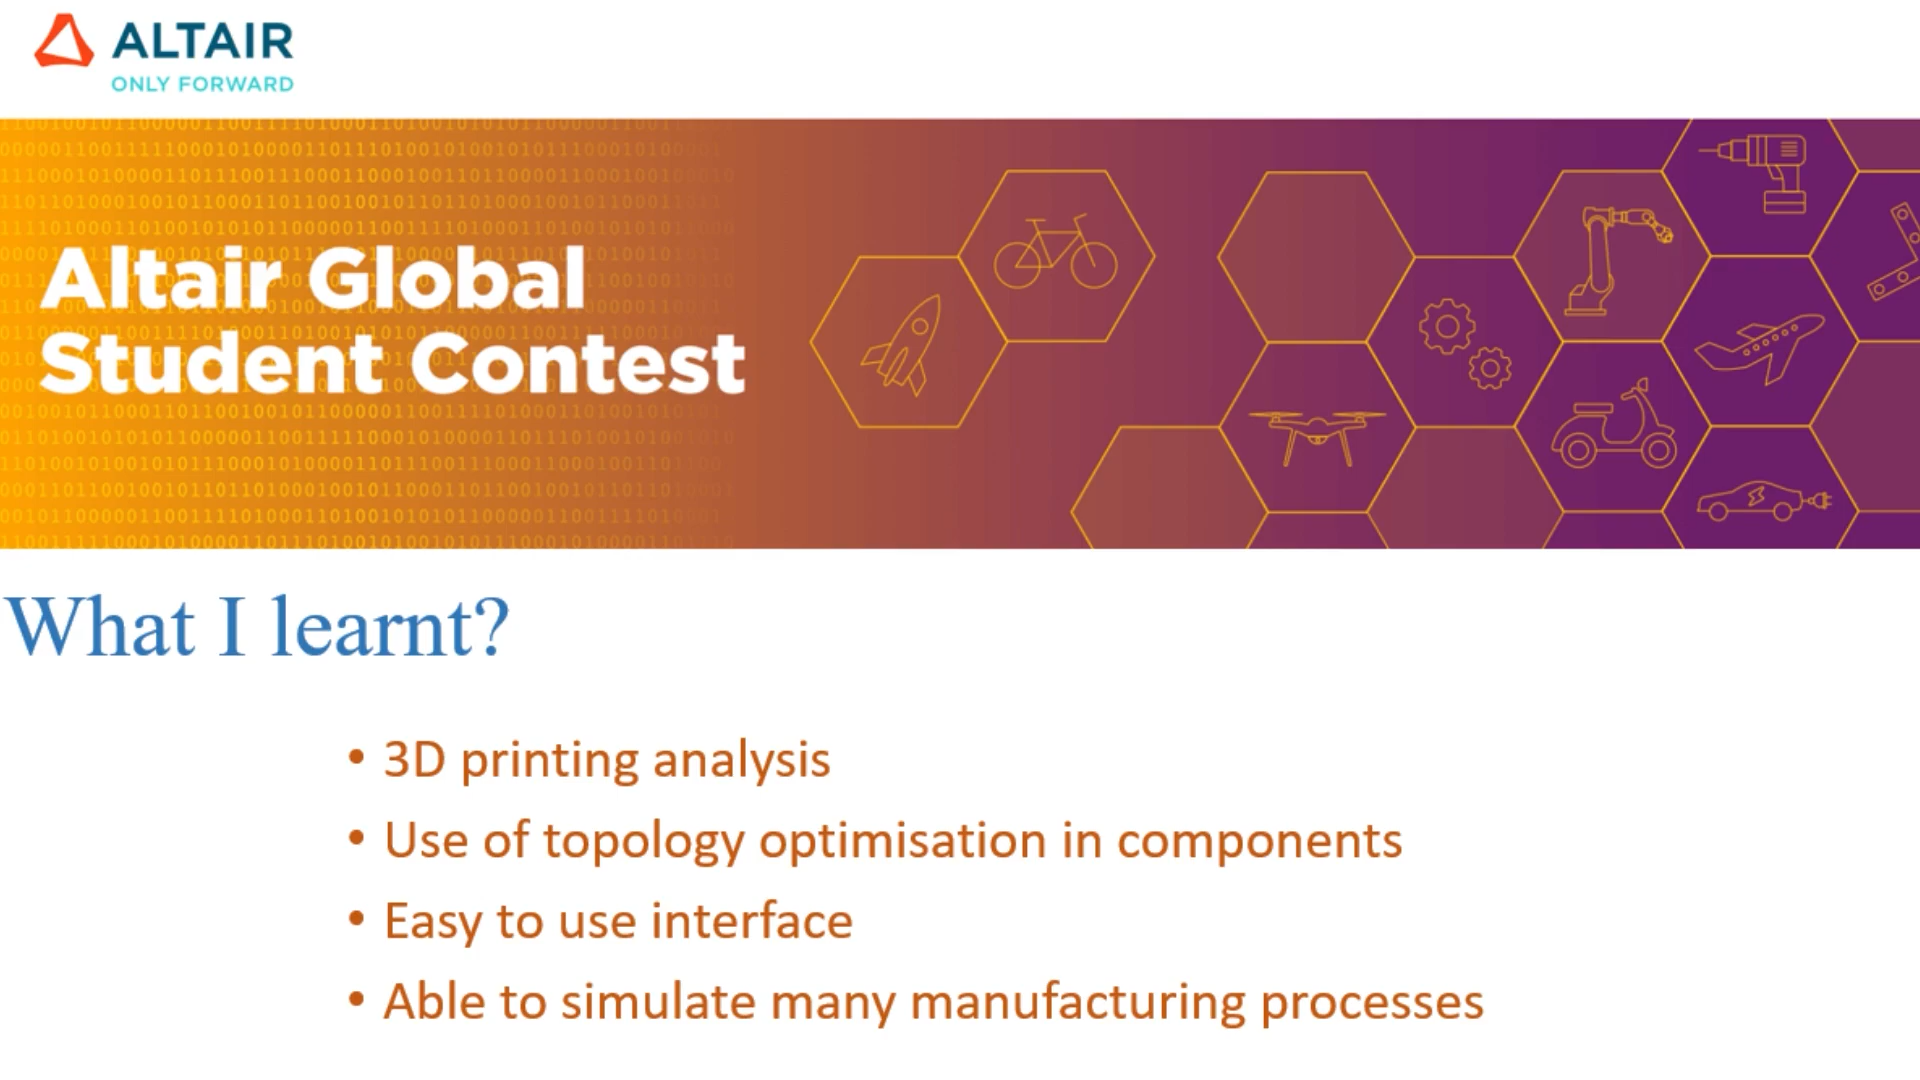 ALTAIR
ONLY FORWARD
Altair Global
Student Contest
What I learnt?
• 3D printing analysis
• Use of topology optimisation in components
• Easy to use interface
• Able to simulate many manufacturing processes